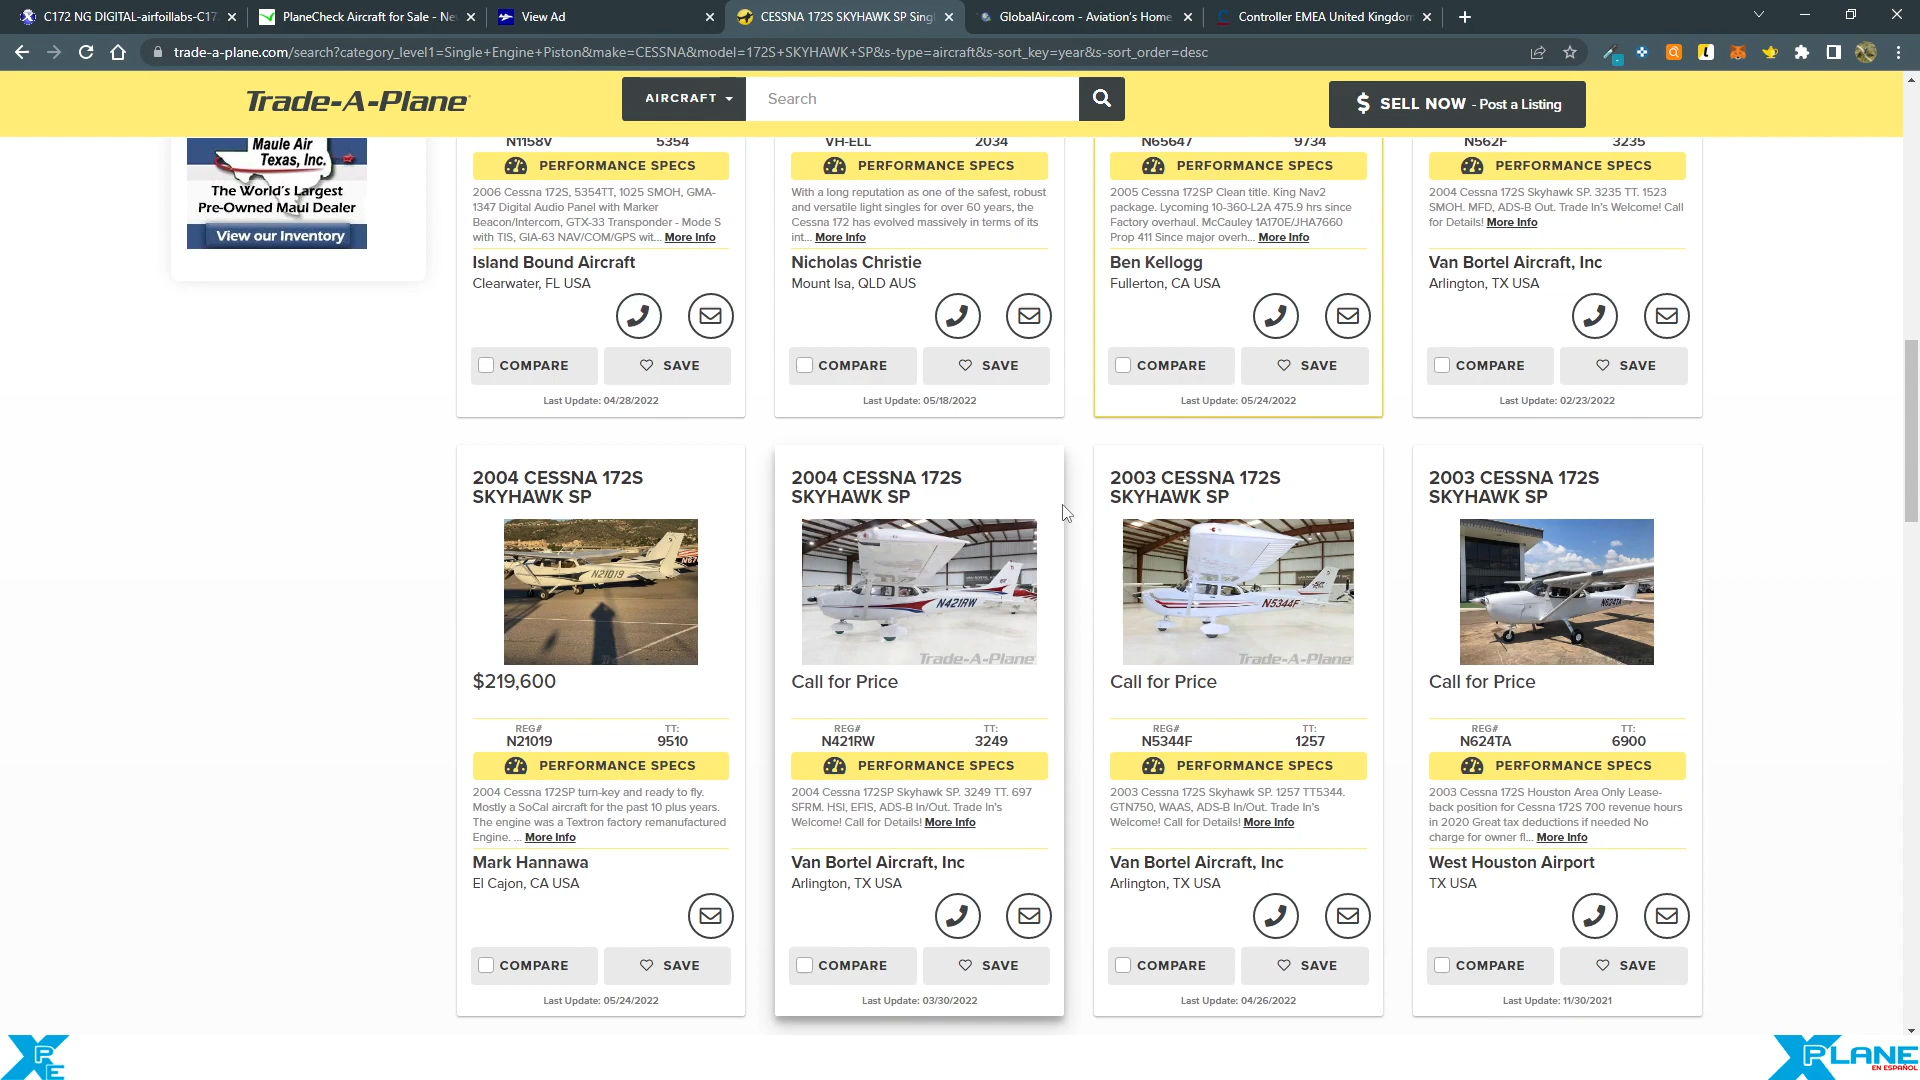 C172 NG DIGITAL-airfoillabs-C17
PlaneCheck Aircraft for Sale - Ne
View Ad
CESSNA 172S SKYHAWK SP Sing
GlobalAir.com - Aviation's Home
Controller EMEA United Kingdom
trade-a-plane.com/search?category_level1=Single+Engine+Piston&make=CESSNA&model=172S+SKYHAWK+SP&s-type=aircraft&s-sort_key=year&s-sort_order=desc
Trade-A-Plane
AIRCRAFT
Search
$ SELL NOW - Post a Listing
Maule Air
Texas, Inc.
The World's Largest
Pre-Owned Maul Dealer
View our Inventory
N1158V 5354
PERFORMANCE SPECS
2006 Cessna 172S, 5354TT, 1025 SMOH, GMA-
1347 Digital Audio Panel with Marker
Beacon/Intercom, GTX-33 Transponder - Mode S
with TIS, GIA-63 NAV/COM/GPS wit... More Info
Island Bound Aircraft
Clearwater, FL USA
COMPARE SAVE
Last Update: 04/28/2022
VH-ELL 2034
PERFORMANCE SPECS
With a long reputation as one of the safest, robust
and versatile light singles for over 60 years, the
Cessna 172 has evolved massively in terms of its
int... More Info
Nicholas Christie
Mount Isa, QLD AUS
COMPARE SAVE
Last Update: 05/18/2022
N65647 9734
PERFORMANCE SPECS
2005 Cessna 172SP Clean title. King Nav2
package. Lycoming 10-360-L2A 475.9 hrs since
Factory overhaul. McCauley 1A170E/JHA7660
Prop 411 Since major overh... More Info
Ben Kellogg
Fullerton, CA USA
COMPARE SAVE
Last Update: 05/24/2022
N562F 3235
PERFORMANCE SPECS
2004 Cessna 172S Skyhawk SP. 3235 TT. 1523
SMOH. MFD, ADS-B Out. Trade In's Welcome! Call
for Details! More Info
Van Bortel Aircraft, Inc
Arlington, TX USA
COMPARE SAVE
Last Update: 02/23/2022
2004 CESSNA 172S
SKYHAWK SP
N21019
$219,600
REG# TT:
N21019 9510
PERFORMANCE SPECS
2004 Cessna 172SP turn-key and ready to fly.
Mostly a SoCal aircraft for the past 10 plus years.
The engine was a Textron factory remanufactured
Engine. ... More Info
Mark Hannawa
El Cajon, CA USA
COMPARE SAVE
Last Update: 05/24/2022
2004 CESSNA 172S
SKYHAWK SP
N421RW
Trade-A-Plane
Call for Price
REG# TT:
N421RW 3249
PERFORMANCE SPECS
2004 Cessna 172SP Skyhawk SP. 3249 TT. 697
SFRM. HSI, EFIS, ADS-B In/Out. Trade In's
Welcome! Call for Details! More Info
Van Bortel Aircraft, Inc
Arlington, TX USA
COMPARE SAVE
Last Update: 03/30/2022
2003 CESSNA 172S
SKYHAWK SP
N5344F
Trade-A-Plane
Call for Price
REG# TT:
N5344F 1257
PERFORMANCE SPECS
2003 Cessna 172S Skyhawk SP. 1257 TT5344.
GTN750, WAAS, ADS-B In/Out. Trade In's
Welcome! Call for Details! More Info
Van Bortel Aircraft, Inc
Arlington, TX USA
COMPARE SAVE
Last Update: 04/26/2022
2003 CESSNA 172S
SKYHAWK SP
N624TA
Call for Price
REG# TT:
N624TA 6900
PERFORMANCE SPECS
2003 Cessna 172S Houston Area Only Lease-
back position for Cessna 172S 700 revenue hours
in 2020 Great tax deductions if needed No
charge for owner fl... More Info
West Houston Airport
TX USA
COMPARE SAVE
Last Update: 11/30/2021
XPE
XPLANE
EN ESPAÑOL